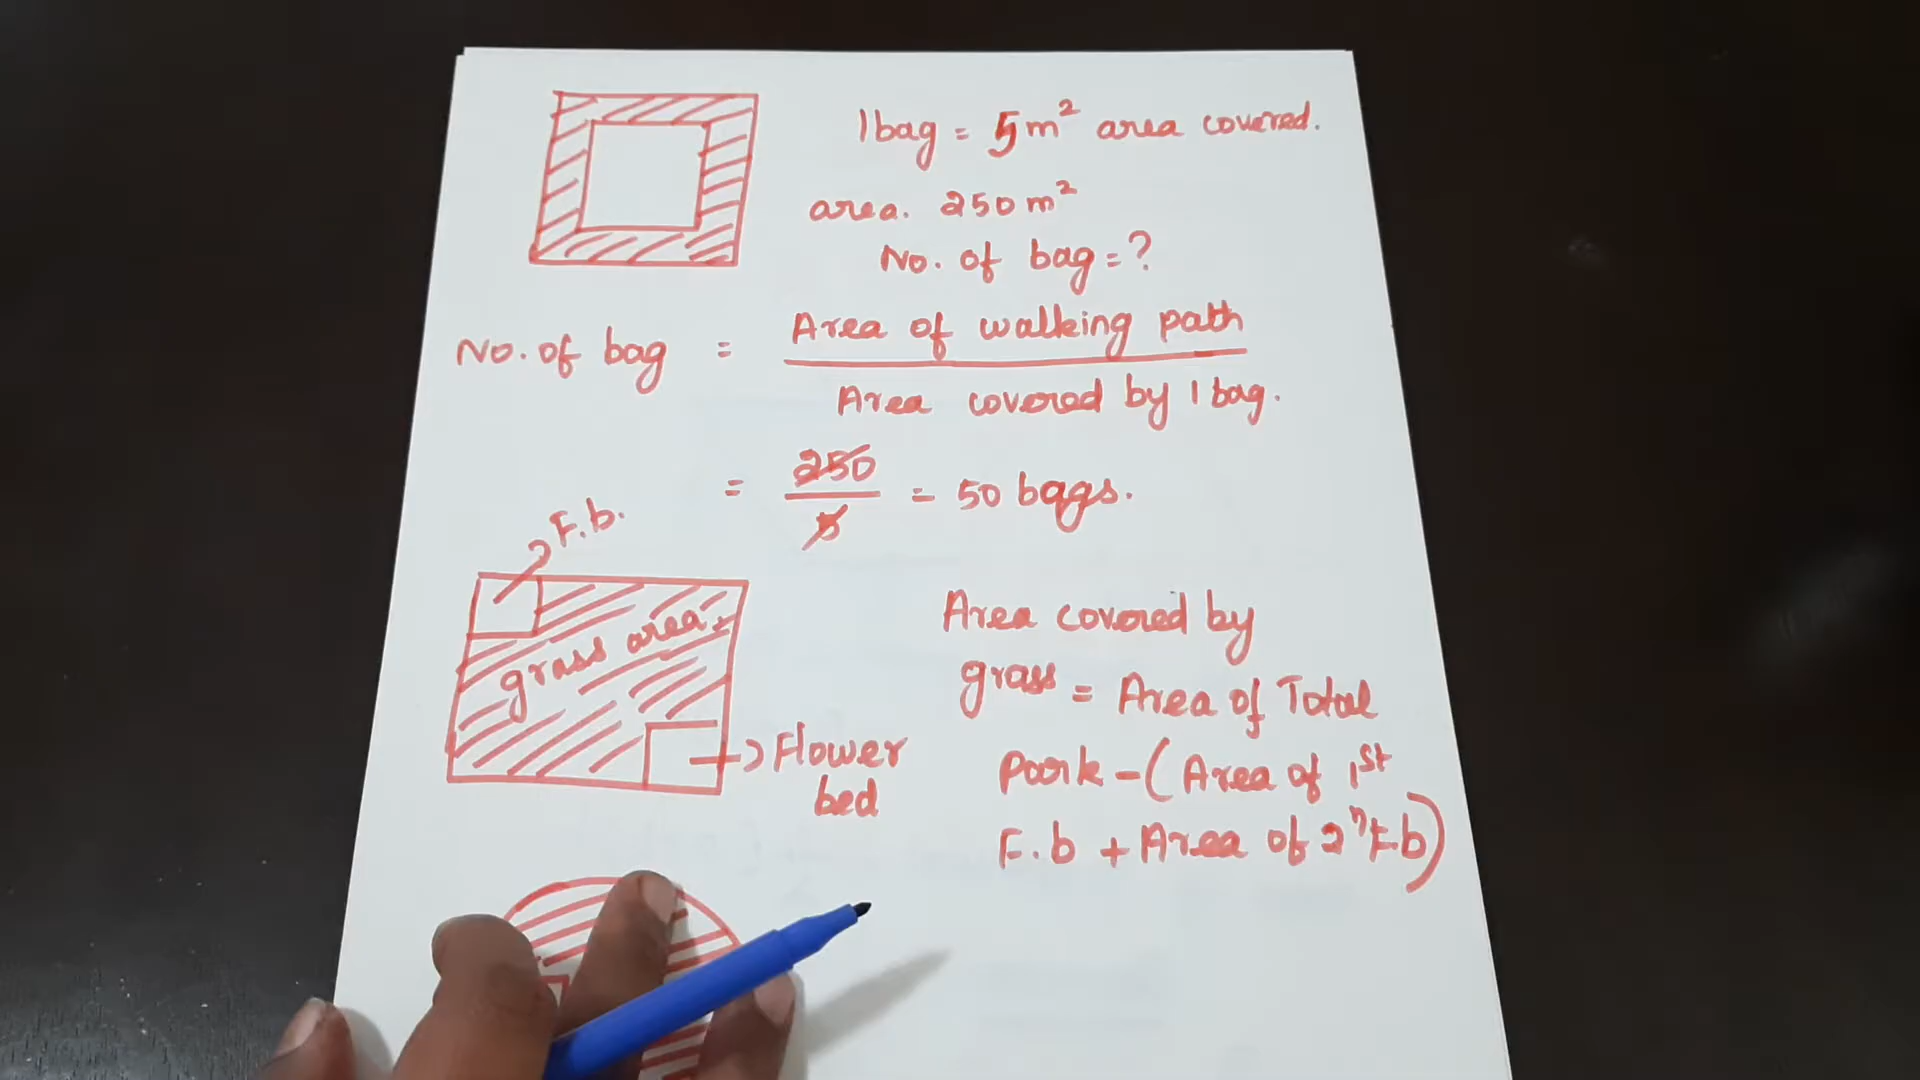 1 bag = 5 m² area covered.
area. 250 m²
No. of bag = ?
No. of bag = Area of walking path
Area covered by 1 bag.
= 250
5
= 50 bags.
F.b.
grass area.
Flower
bed
Area covered by
grass = Area of Total
Park - (Area of 1st
F.b + Area of 2ⁿ F.b)